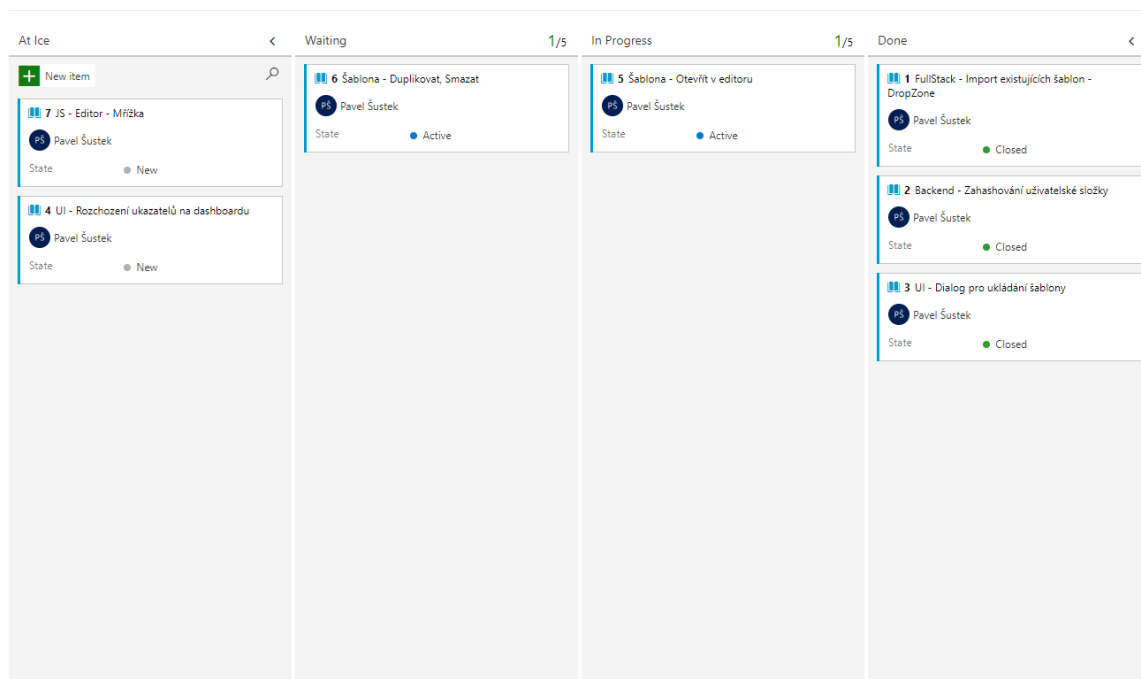 At Ice
New item
7 JS - Editor - Mřížka
PŠ Pavel Šustek
State New
4 UI - Rozchození ukazatelů na dashboardu
PŠ Pavel Šustek
State New
Waiting 1/5
6 Šablona - Duplikovat, Smazat
PŠ Pavel Šustek
State Active
In Progress 1/5
5 Šablona - Otevřít v editoru
PŠ Pavel Šustek
State Active
Done
1 FullStack - Import existujících šablon -
DropZone
PŠ Pavel Šustek
State Closed
2 Backend - Zahashování uživatelské složky
PŠ Pavel Šustek
State Closed
3 UI - Dialog pro ukládání šablony
PŠ Pavel Šustek
State Closed